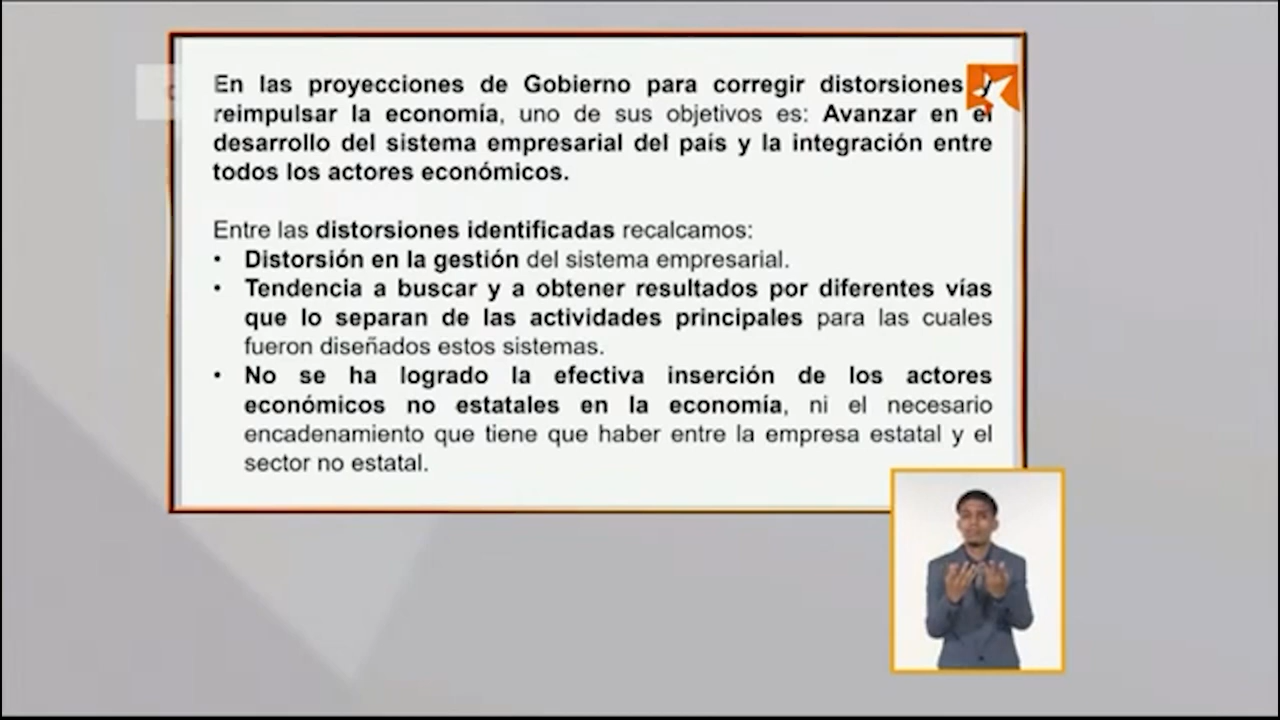 En las proyecciones de Gobierno para corregir distorsiones y
reimpulsar la economía, uno de sus objetivos es: Avanzar en el
desarrollo del sistema empresarial del país y la integración entre
todos los actores económicos.
Entre las distorsiones identificadas recalcamos:
• Distorsión en la gestión del sistema empresarial.
• Tendencia a buscar y a obtener resultados por diferentes vías
que lo separan de las actividades principales para las cuales
fueron diseñados estos sistemas.
• No se ha logrado la efectiva inserción de los actores
económicos no estatales en la economía, ni el necesario
encadenamiento que tiene que haber entre la empresa estatal y el
sector no estatal.